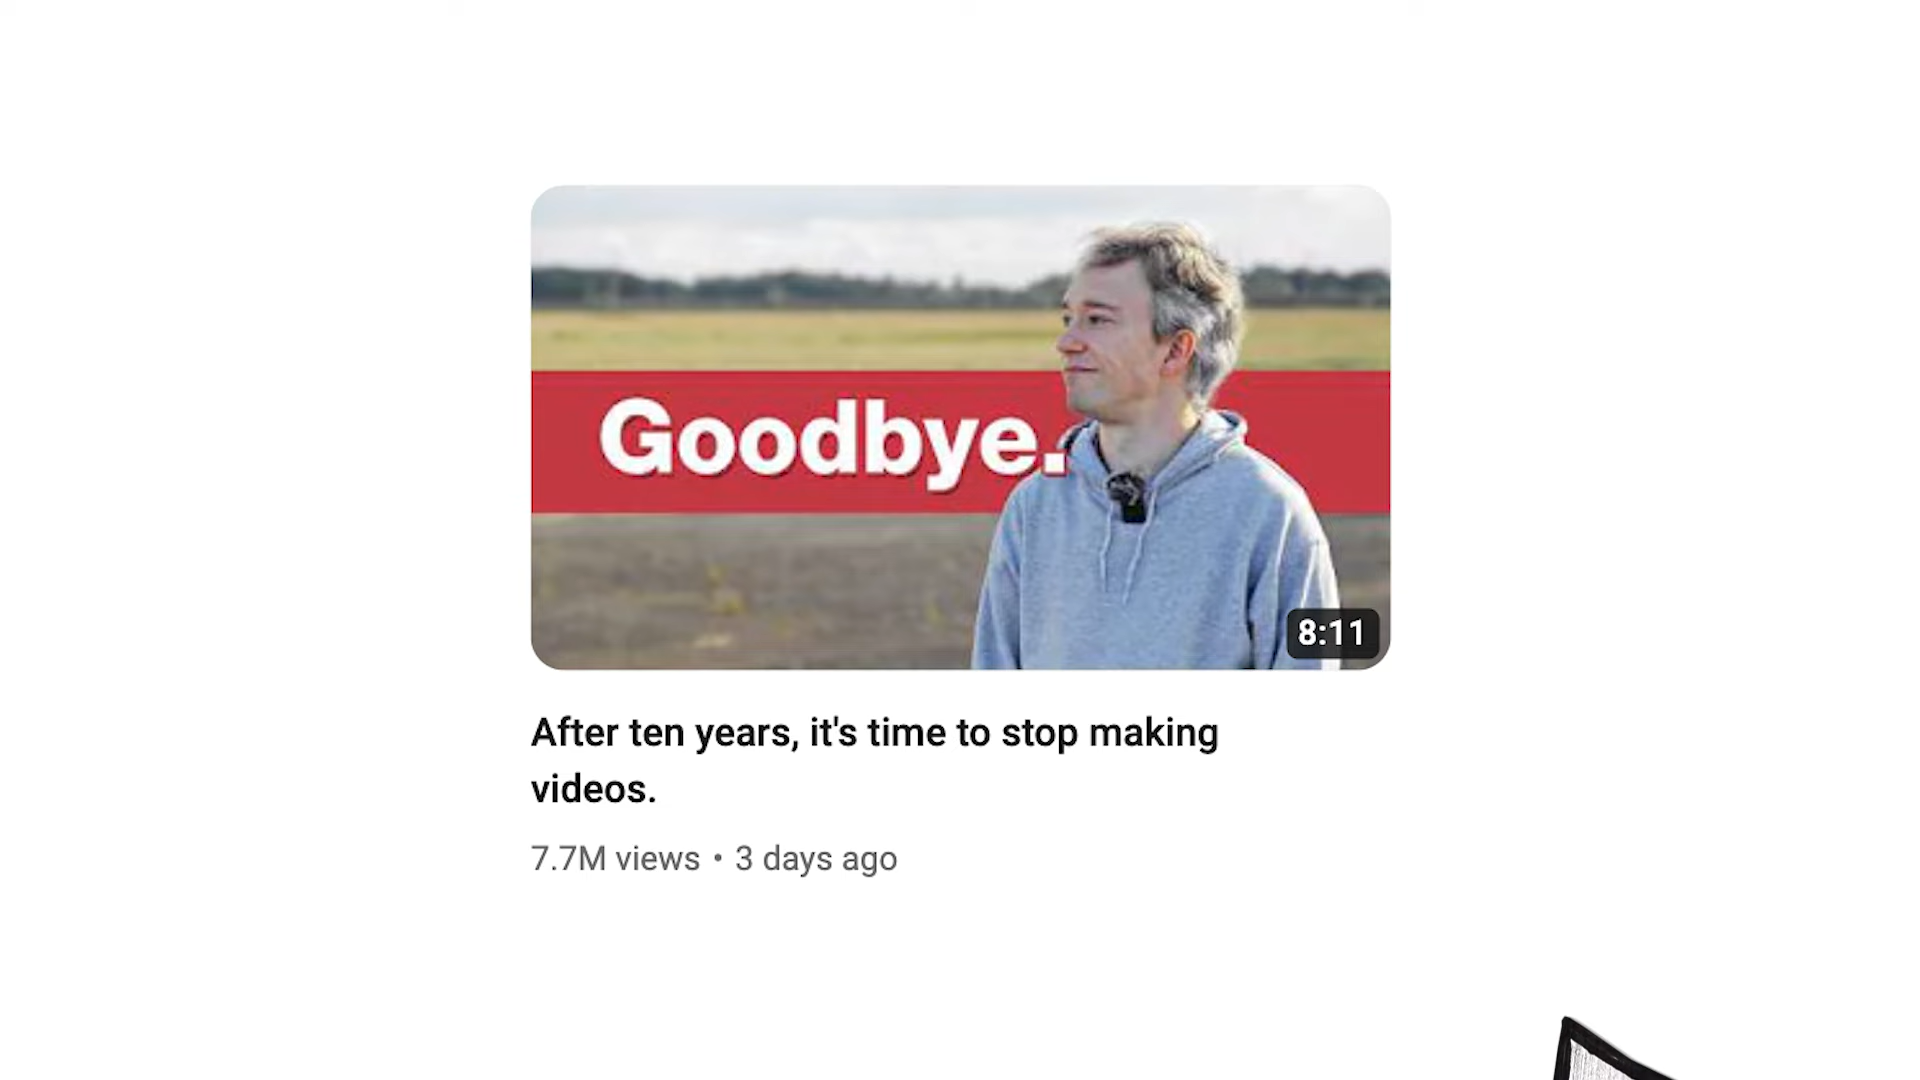 Goodbye.
8:11
After ten years, it's time to stop making
videos.
7.7M views • 3 days ago